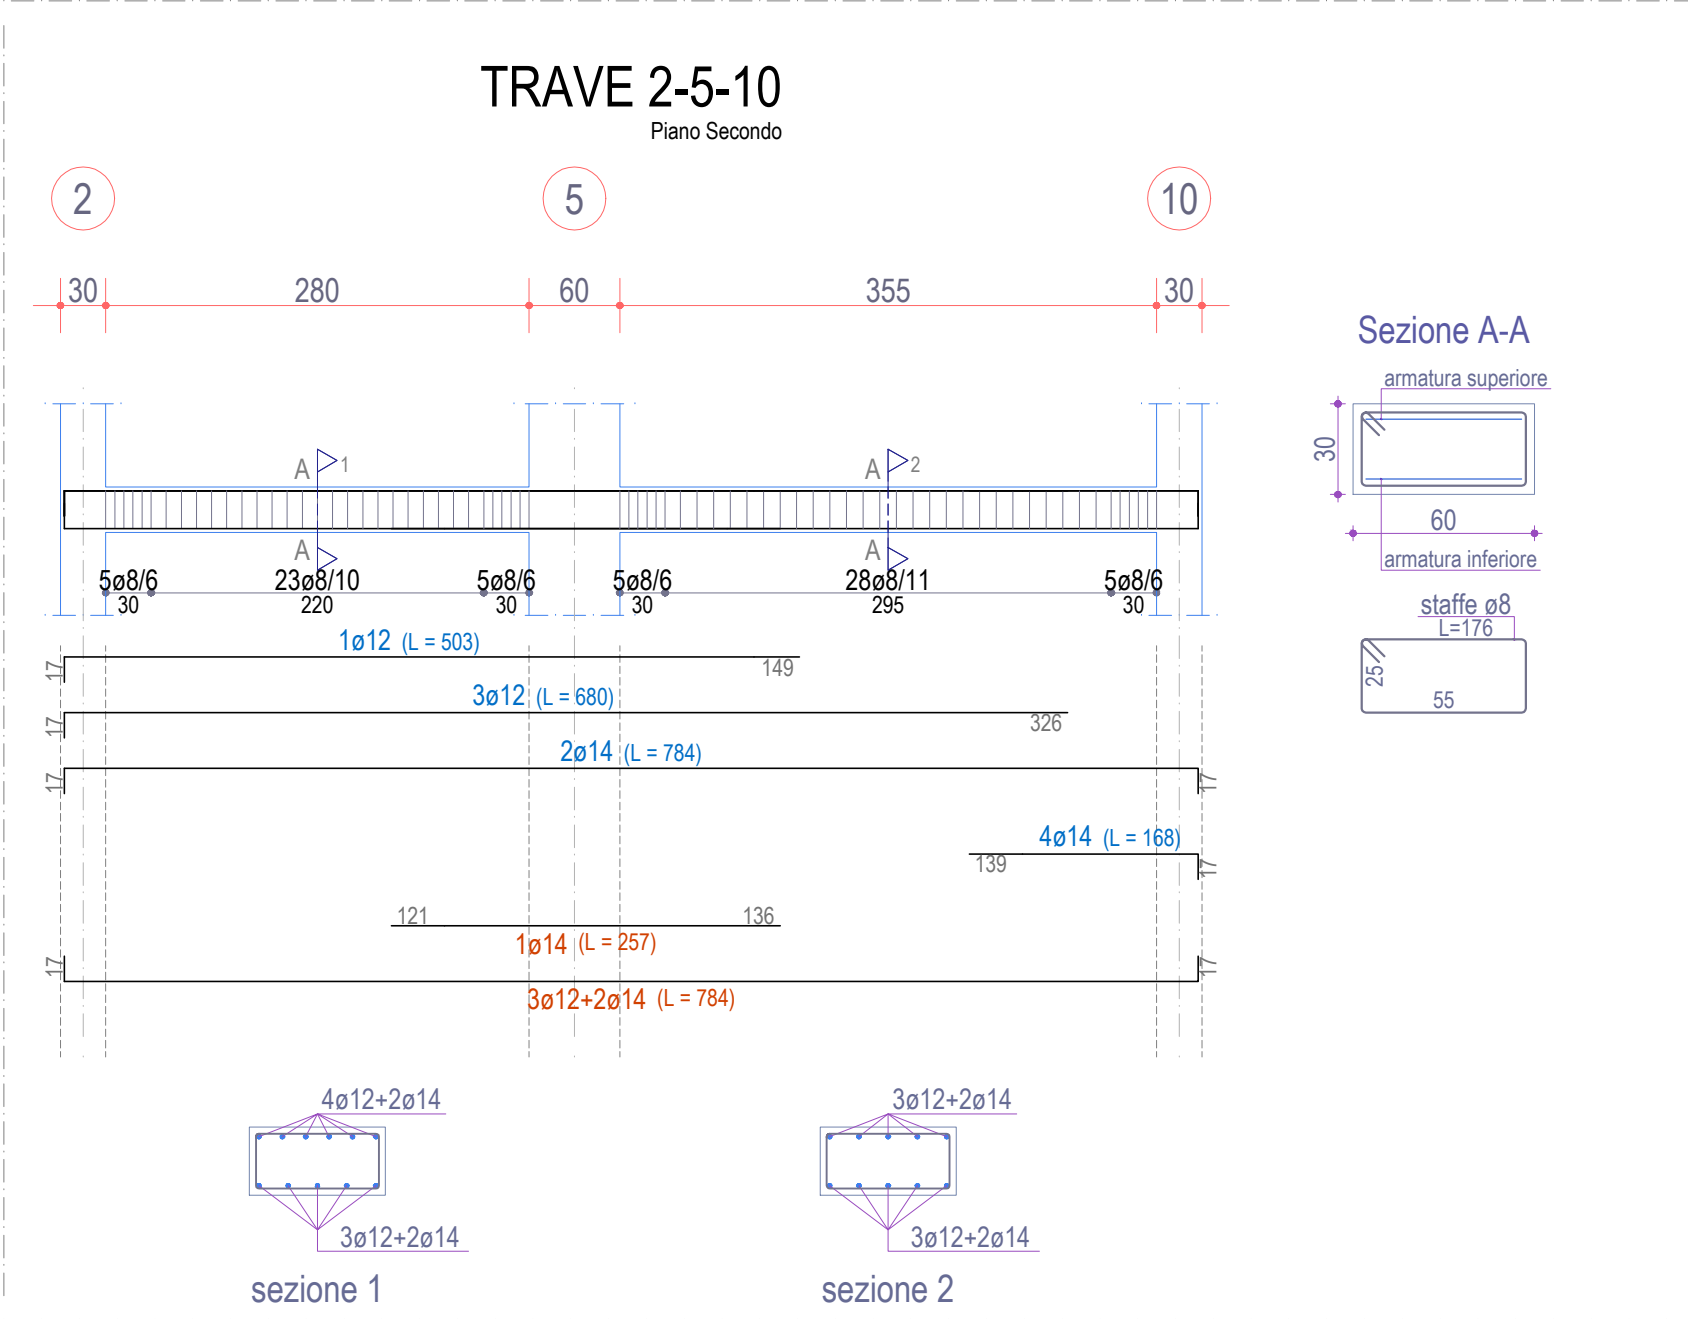 TRAVE 2-5-10
Piano Secondo
2 5 10
30 280 60 355 30
Sezione A-A
armatura superiore
30
60
armatura inferiore
staffe ø8
L=176
25
55
A 1 A 2
A A
5ø8/6 23ø8/10 5ø8/6 5ø8/6 28ø8/11 5ø8/6
30 220 30 30 295 30
1ø12 (L = 503)
17 149
3ø12 (L = 680)
17 326
2ø14 (L = 784)
17 17
4ø14 (L = 168)
139 17
121 136
1ø14 (L = 257)
17 17
3ø12+2ø14 (L = 784)
4ø12+2ø14 3ø12+2ø14
3ø12+2ø14 3ø12+2ø14
sezione 1 sezione 2